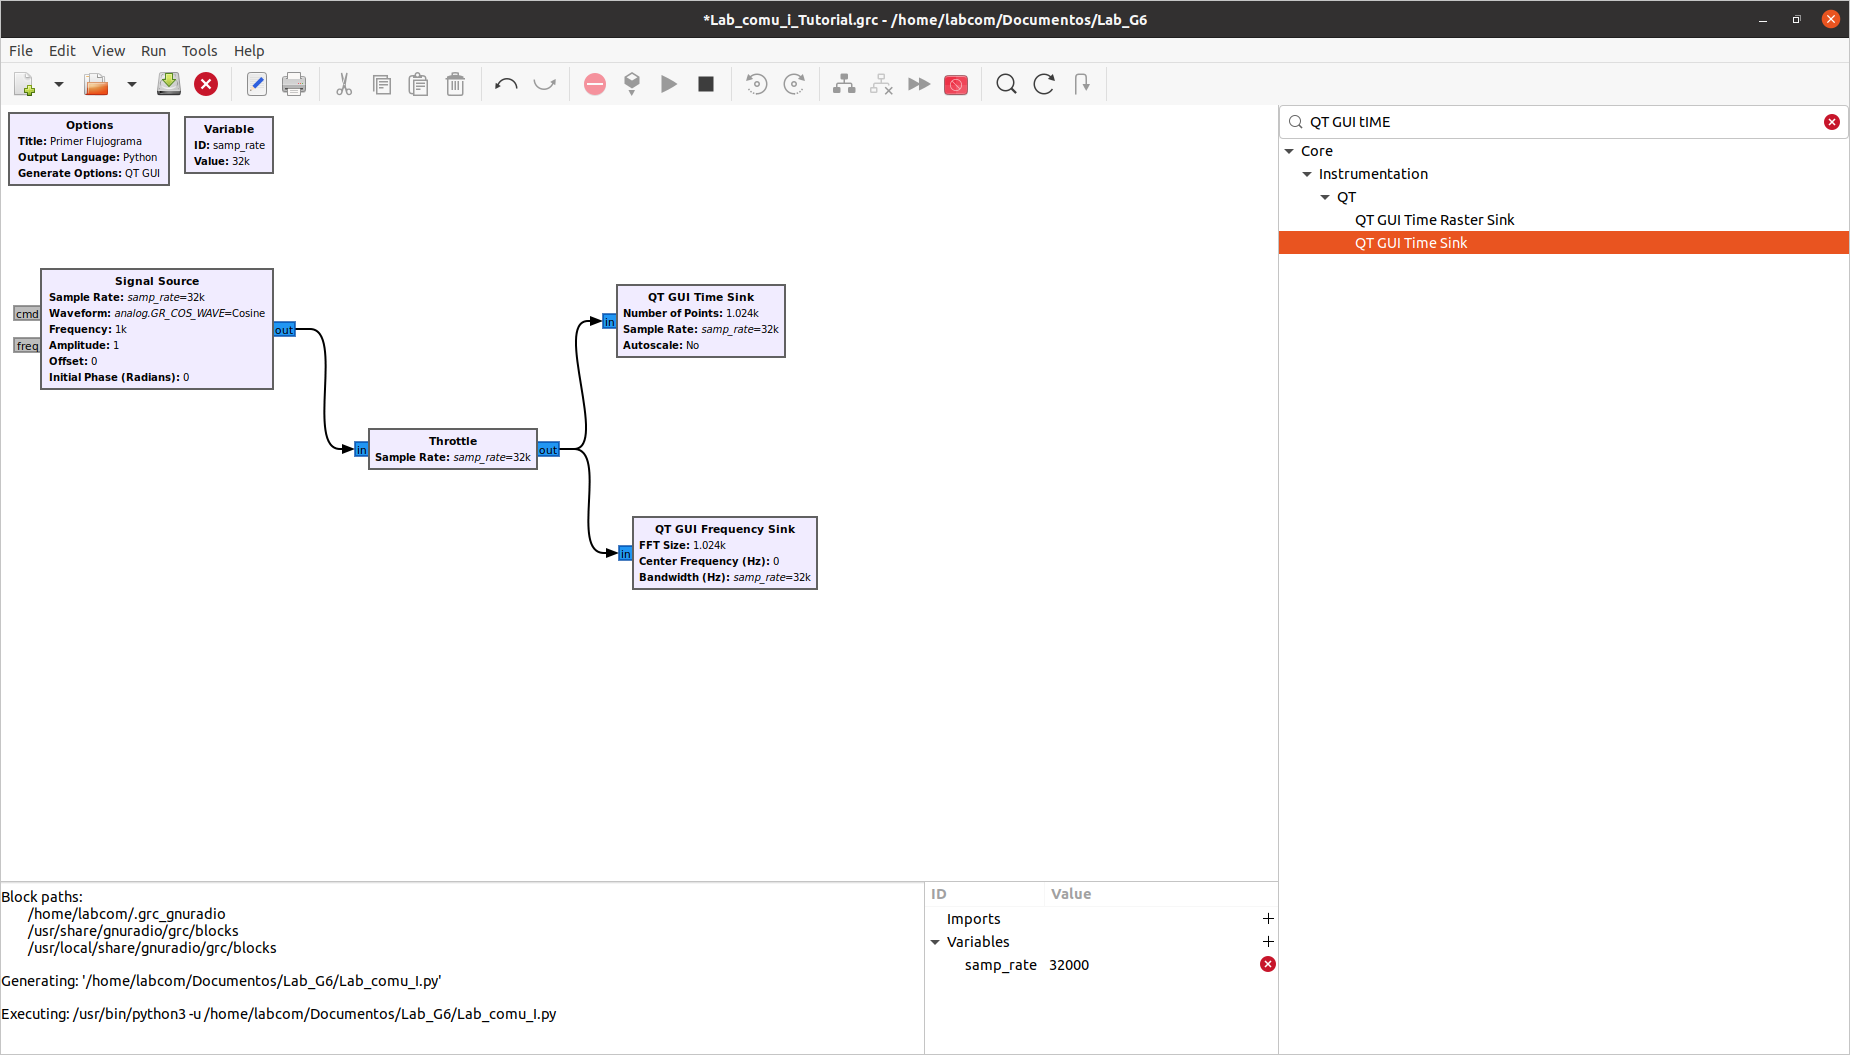 *Lab_comu_i_Tutorial.grc - /home/labcom/Documentos/Lab_G6
File Edit View Run Tools Help
Options
Title: Primer Flujograma
Output Language: Python
Generate Options: QT GUI
Variable
ID: samp_rate
Value: 32k
Signal Source
Sample Rate: samp_rate=32k
Waveform: analog.GR_COS_WAVE=Cosine
Frequency: 1k
Amplitude: 1
Offset: 0
Initial Phase (Radians): 0
cmd
freq
out
in
Throttle
Sample Rate: samp_rate=32k
out
in
QT GUI Time Sink
Number of Points: 1.024k
Sample Rate: samp_rate=32k
Autoscale: No
in
QT GUI Frequency Sink
FFT Size: 1.024k
Center Frequency (Hz): 0
Bandwidth (Hz): samp_rate=32k
QT GUI tIME
Core
Instrumentation
QT
QT GUI Time Raster Sink
QT GUI Time Sink
Block paths:
/home/labcom/.grc_gnuradio
/usr/share/gnuradio/grc/blocks
/usr/local/share/gnuradio/grc/blocks
Generating: '/home/labcom/Documentos/Lab_G6/Lab_comu_I.py'
Executing: /usr/bin/python3 -u /home/labcom/Documentos/Lab_G6/Lab_comu_I.py
ID Value
Imports
Variables
samp_rate 32000